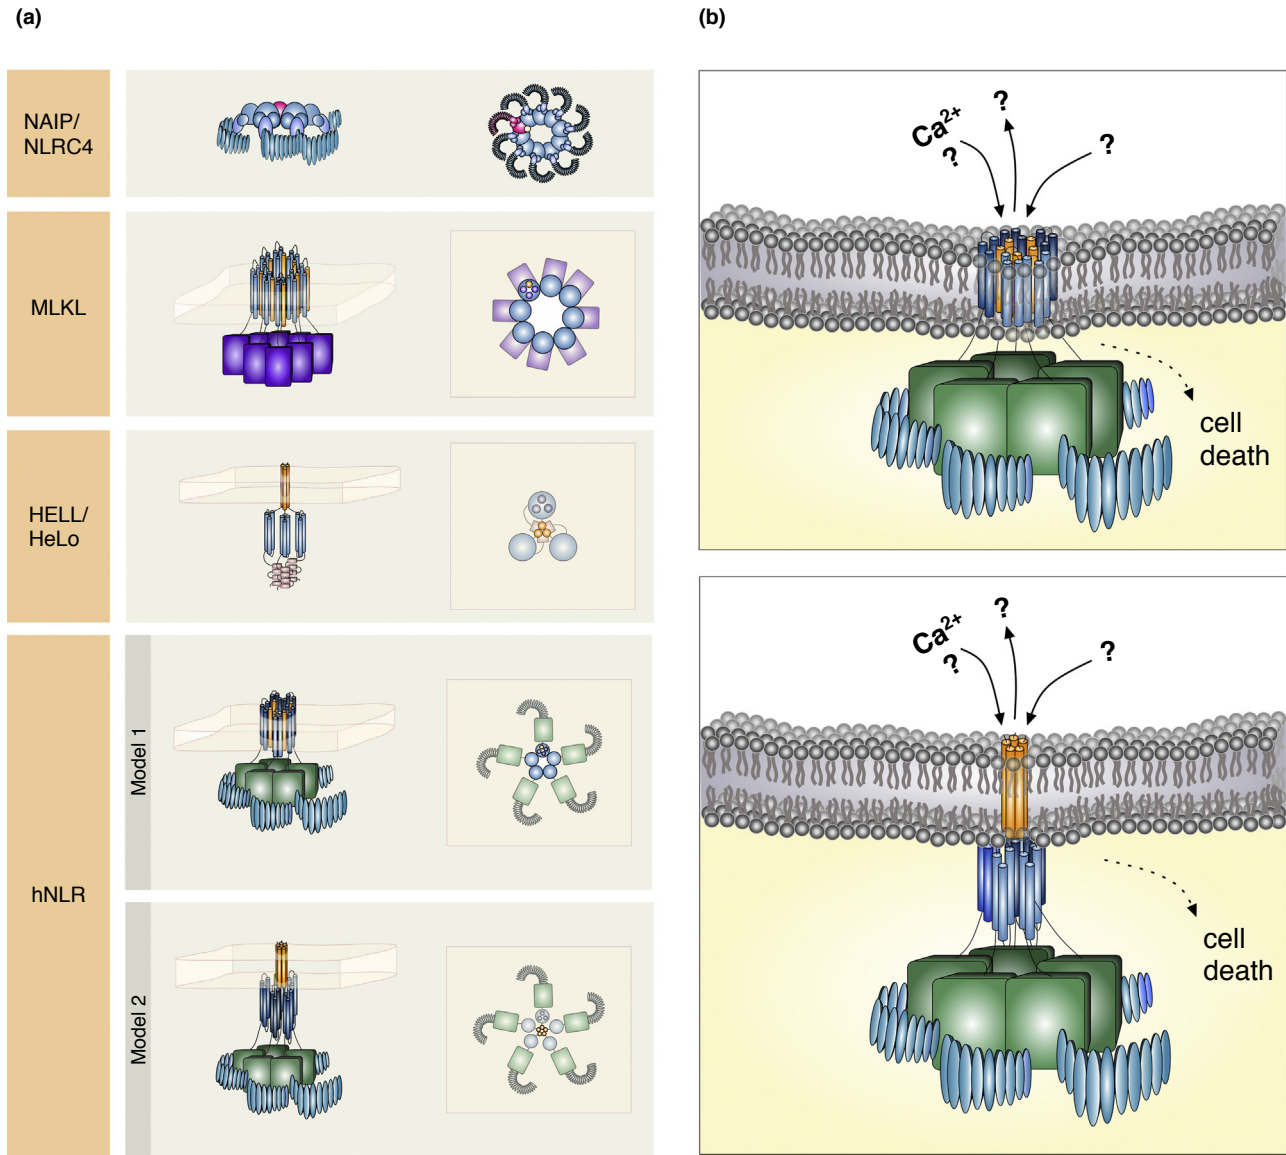 (a)
NAIP/
NLRC4
MLKL
HELL/
HeLo
hNLR
Model 1
Model 2
(b)
Ca2+
?
?
?
cell
death
Ca2+
?
?
?
cell
death